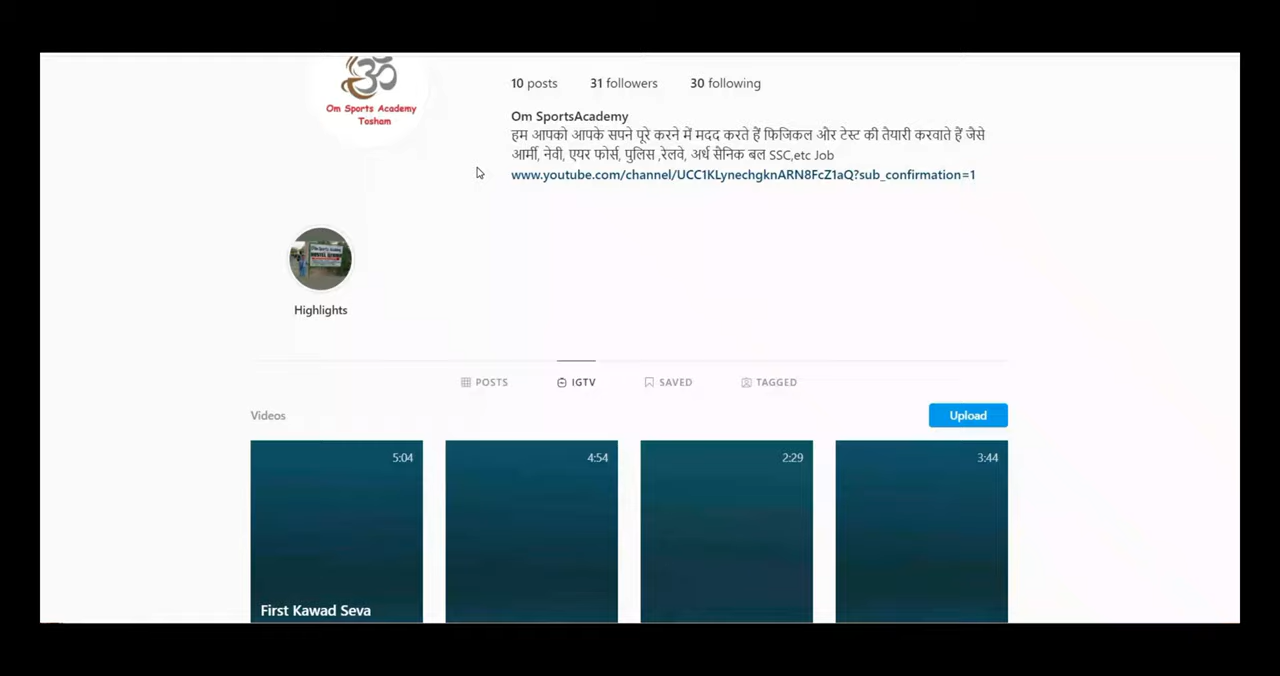 Om Sports Academy
Tosham
10 posts 31 followers 30 following
Om SportsAcademy
हम आपको आपके सपने पूरे करने में मदद करते हैं फिजिकल और टेस्ट की तैयारी करवाते हैं जैसे
आर्मी, नेवी, एयर फोर्स, पुलिस ,रेलवे, अर्ध सैनिक बल SSC,etc Job
www.youtube.com/channel/UCC1KLynechgknARN8FcZ1aQ?sub_confirmation=1
Highlights
POSTS IGTV SAVED TAGGED
Videos Upload
5:04 4:54 2:29 3:44
First Kawad Seva